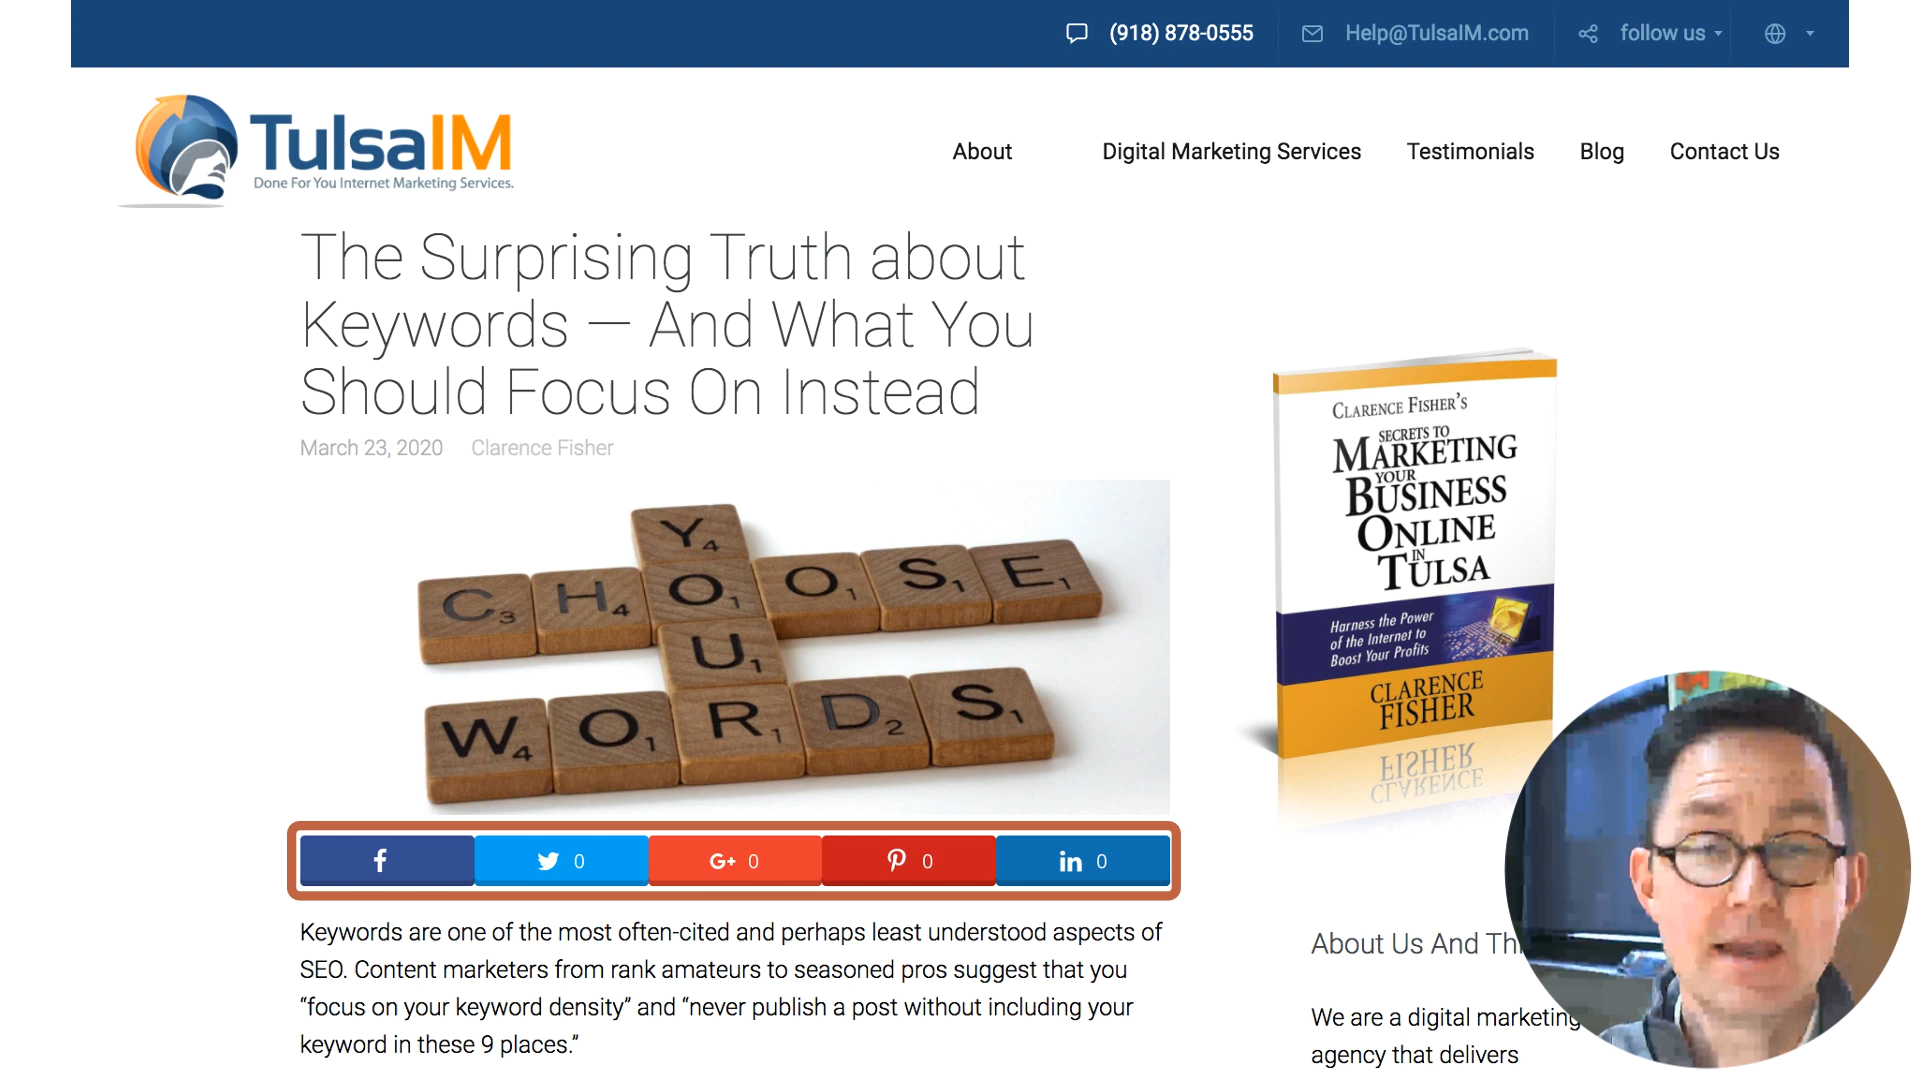 (918) 878-0555 Help@TulsaIM.com follow us
TulsaIM
Done For You Internet Marketing Services.
About Digital Marketing Services Testimonials Blog Contact Us
The Surprising Truth about
Keywords — And What You
Should Focus On Instead
March 23, 2020 Clarence Fisher
Y4
C3 H4 O1 O1 S1 E1
U1
W4 O1 R1 D2 S1
CLARENCE FISHER'S
SECRETS TO
MARKETING
YOUR
BUSINESS
ONLINE
IN
TULSA
Harness the Power
of the Internet to
Boost Your Profits
CLARENCE
FISHER
f 0 G+ 0 0 in 0
Keywords are one of the most often-cited and perhaps least understood aspects of
SEO. Content marketers from rank amateurs to seasoned pros suggest that you
“focus on your keyword density” and “never publish a post without including your
keyword in these 9 places.”
About Us And
We are a digital marketing
agency that delivers